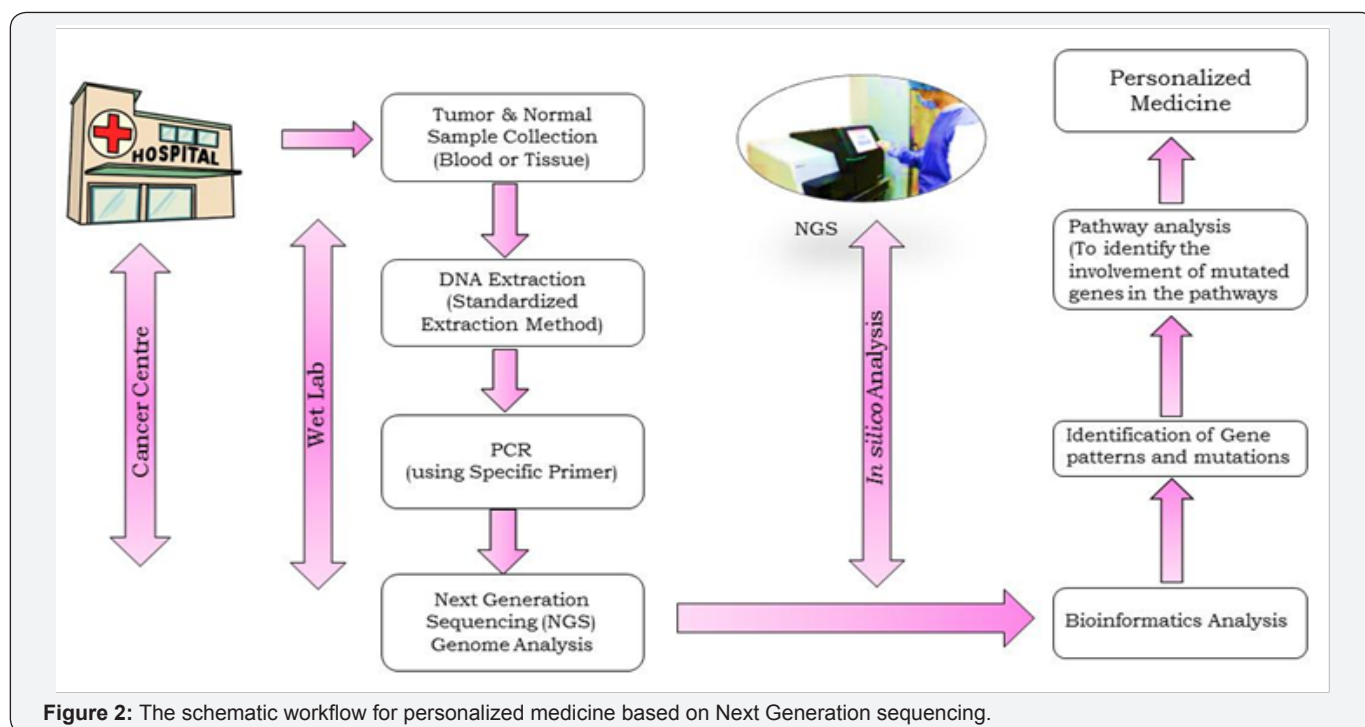 HOSPITAL
Cancer Centre
Wet Lab
Tumor & Normal
Sample Collection
(Blood or Tissue)
DNA Extraction
(Standardized
Extraction Method)
PCR
(using Specific Primer)
Next Generation
Sequencing (NGS)
Genome Analysis
NGS
In silico Analysis
Personalized
Medicine
Pathway analysis
(To identify the
involvement of mutated
genes in the pathways
Identification of Gene
patterns and mutations
Bioinformatics Analysis
Figure 2: The schematic workflow for personalized medicine based on Next Generation sequencing.